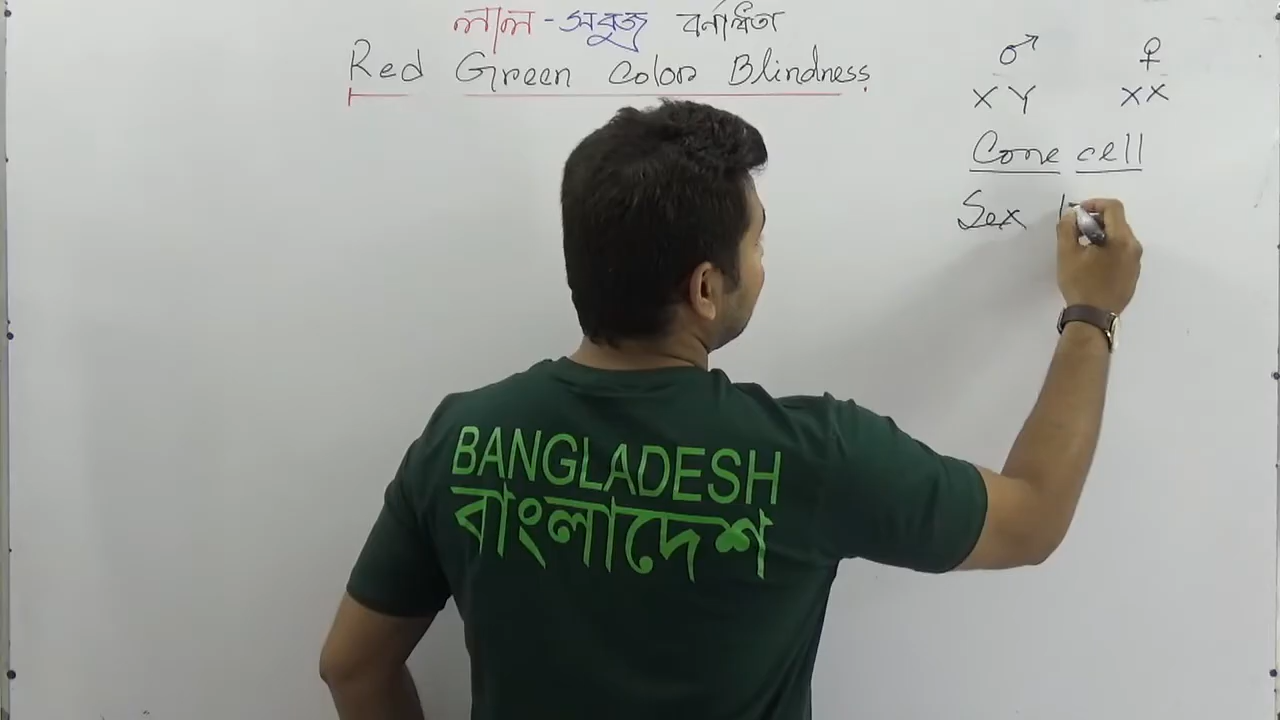 লাল - সবুজ বর্নান্ধতা
Red Green Color Blindness.
♂ ♀
XY XX
Cone cell
Sex
BANGLADESH
বাংলাদেশ